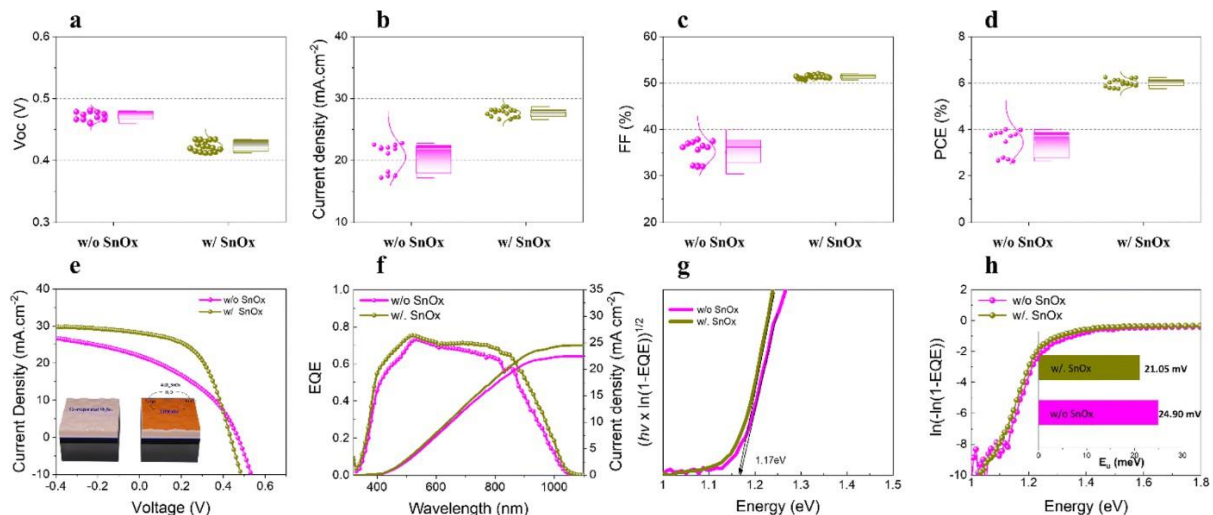 a
b
c
d
0.6
0.5
0.4
0.3
Voc (V)
w/o SnOx
w/ SnOx
40
30
20
10
Current density (mA.cm-2)
w/o SnOx
w/ SnOx
60
50
40
30
20
FF (%)
w/o SnOx
w/ SnOx
8
6
4
2
0
PCE (%)
w/o SnOx
w/ SnOx
e
f
g
h
40
30
20
10
0
-10
Current Density (mA.cm-2)
w/o SnOx
w/. SnOx
-0.4
-0.2
0.0
0.2
0.4
0.6
Voltage (V)
1.0
0.8
0.6
0.4
0.2
0.0
EQE
w/o SnOx
w/. SnOx
35
30
25
20
15
10
5
0
Current density (mA.cm-2)
400
600
800
1000
Wavelength (nm)
(hv x ln(1-EQE))1/2
w/o SnOx
w/. SnOx
1.17eV
1
1.1
1.2
1.3
1.4
1.5
Energy (eV)
0
-2
-4
-6
-8
-10
ln(-ln(1-EQE))
w/o SnOx
w/. SnOx
w/. SnOx
21.05 mV
w/o SnOx
24.90 mV
0
10
20
30
Eu (meV)
1
1.2
1.4
1.6
1.8
Energy (eV)